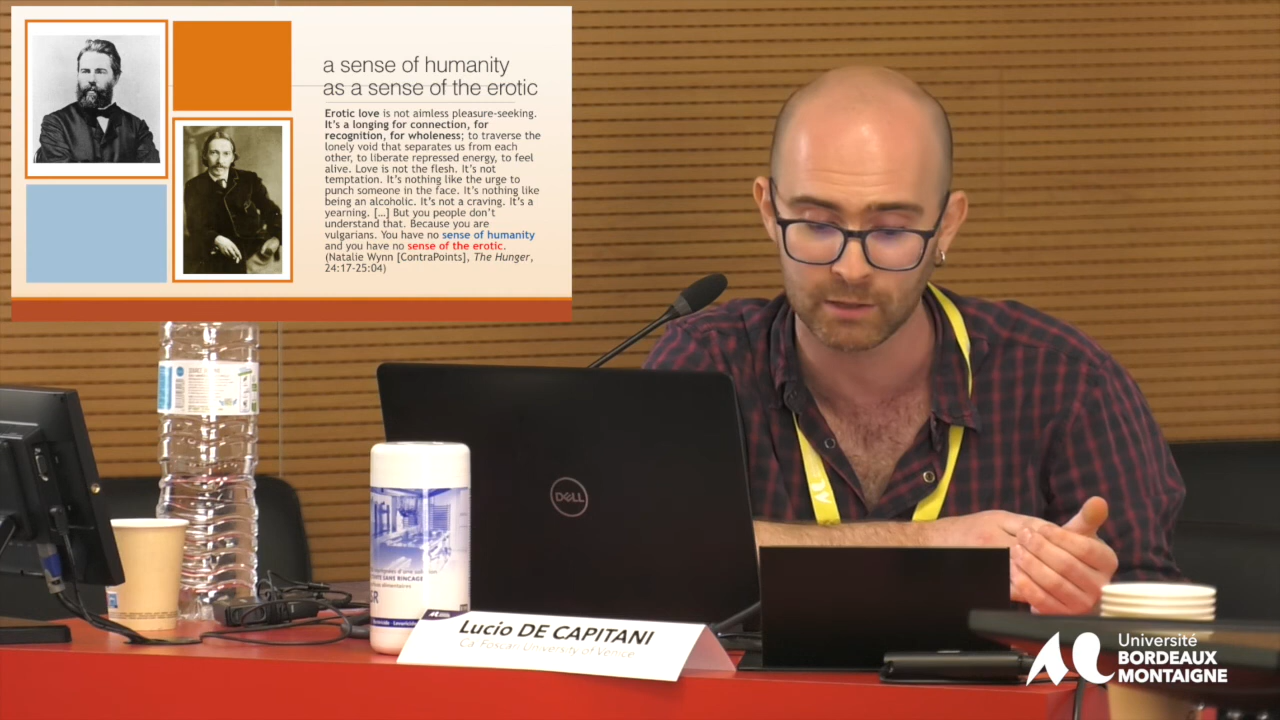 a sense of humanity
as a sense of the erotic
Erotic love is not aimless pleasure-seeking.
It's a longing for connection, for
recognition, for wholeness; to traverse the
lonely void that separates us from each
other, to liberate repressed energy, to feel
alive. Love is not the flesh. It's not
temptation. It's nothing like the urge to
punch someone in the face. It's nothing like
being an alcoholic. It's not a craving. It's a
yearning. […] But you people don't
understand that. Because you are
vulgarians. You have no sense of humanity
and you have no sense of the erotic.
(Natalie Wynn [ContraPoints], The Hunger,
24:17-25:04)
DELL
SANS RINCAGE
Lucio DE CAPITANI
Ca' Foscari University of Venice
Université
BORDEAUX
MONTAIGNE